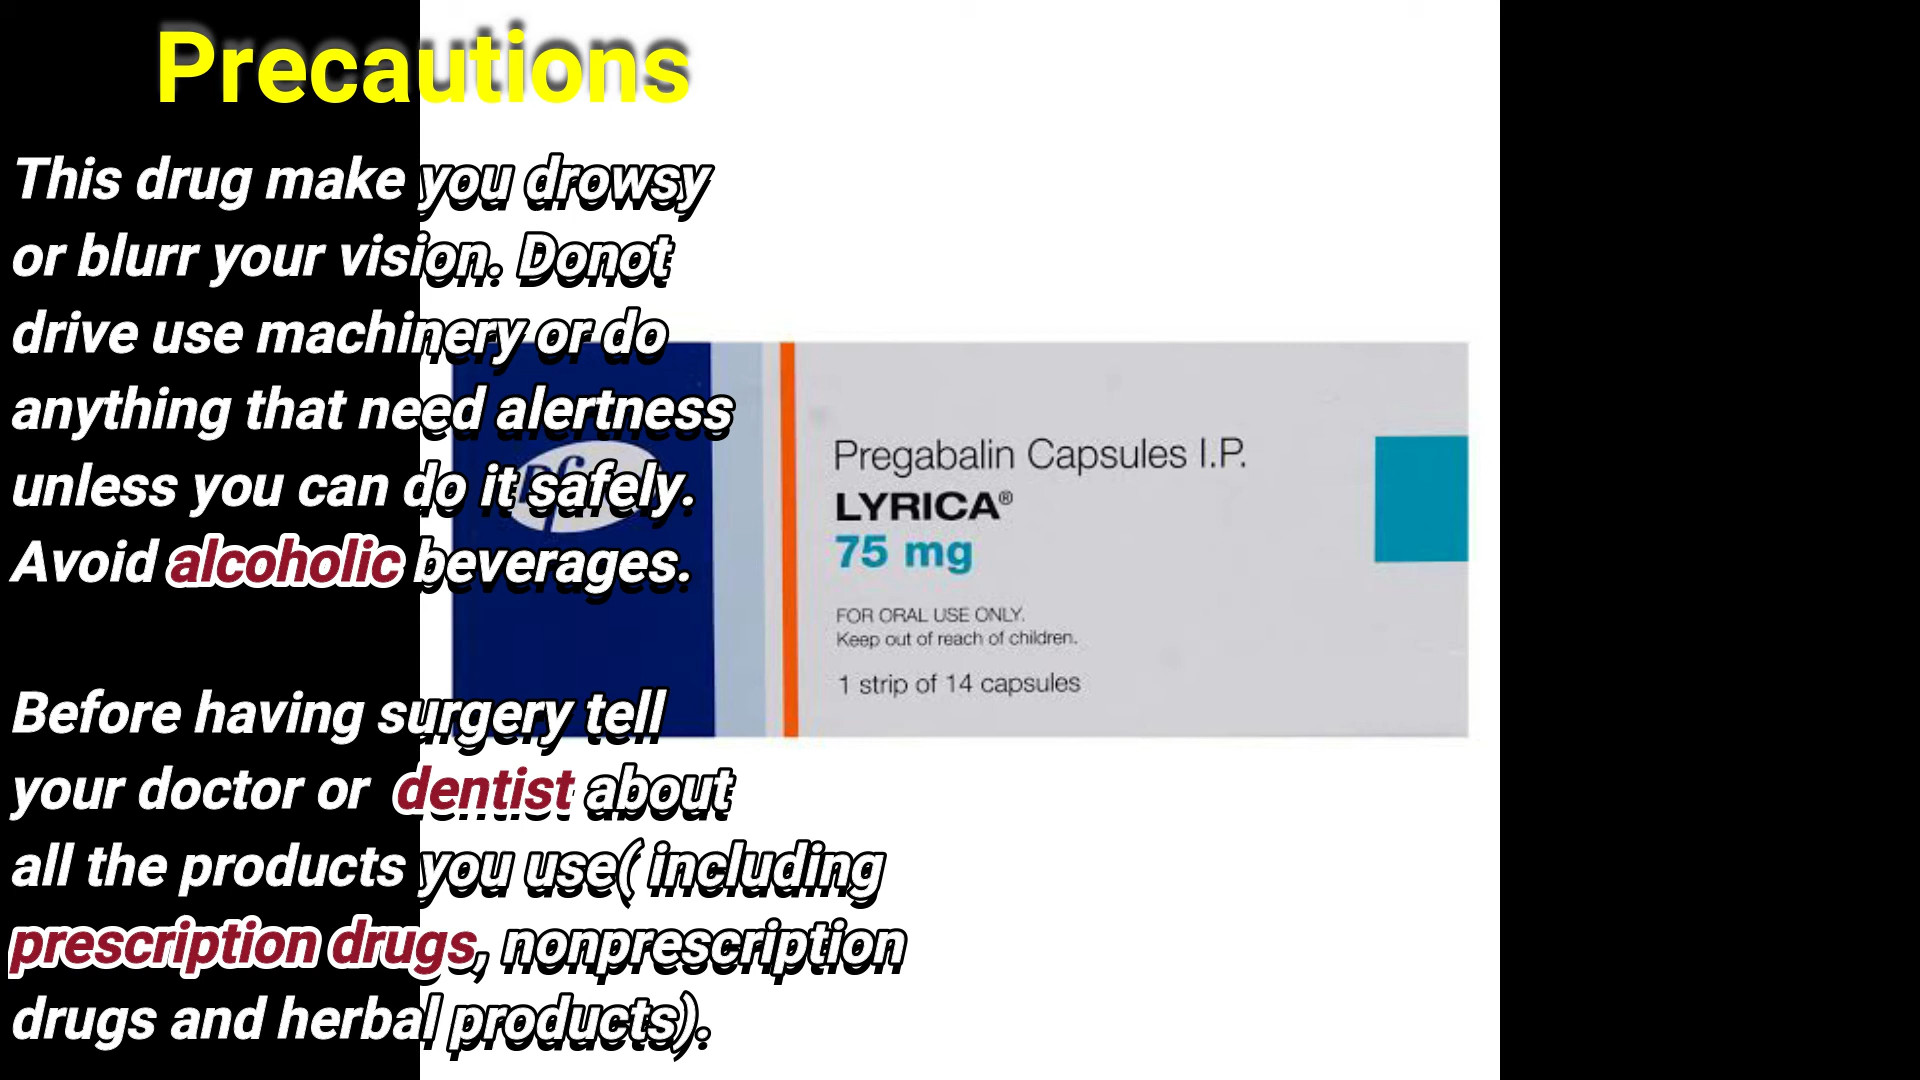 Precautions
This drug make you drowsy
or blurr your vision. Donot
drive use machinery or do
anything that need alertness
unless you can do it safely.
Avoid alcoholic beverages.
Before having surgery tell
your doctor or dentist about
all the products you use( including
prescription drugs, nonprescription
drugs and herbal products).
Pregabalin Capsules I.P.
LYRICA®
75 mg
FOR ORAL USE ONLY.
Keep out of reach of children.
1 strip of 14 capsules